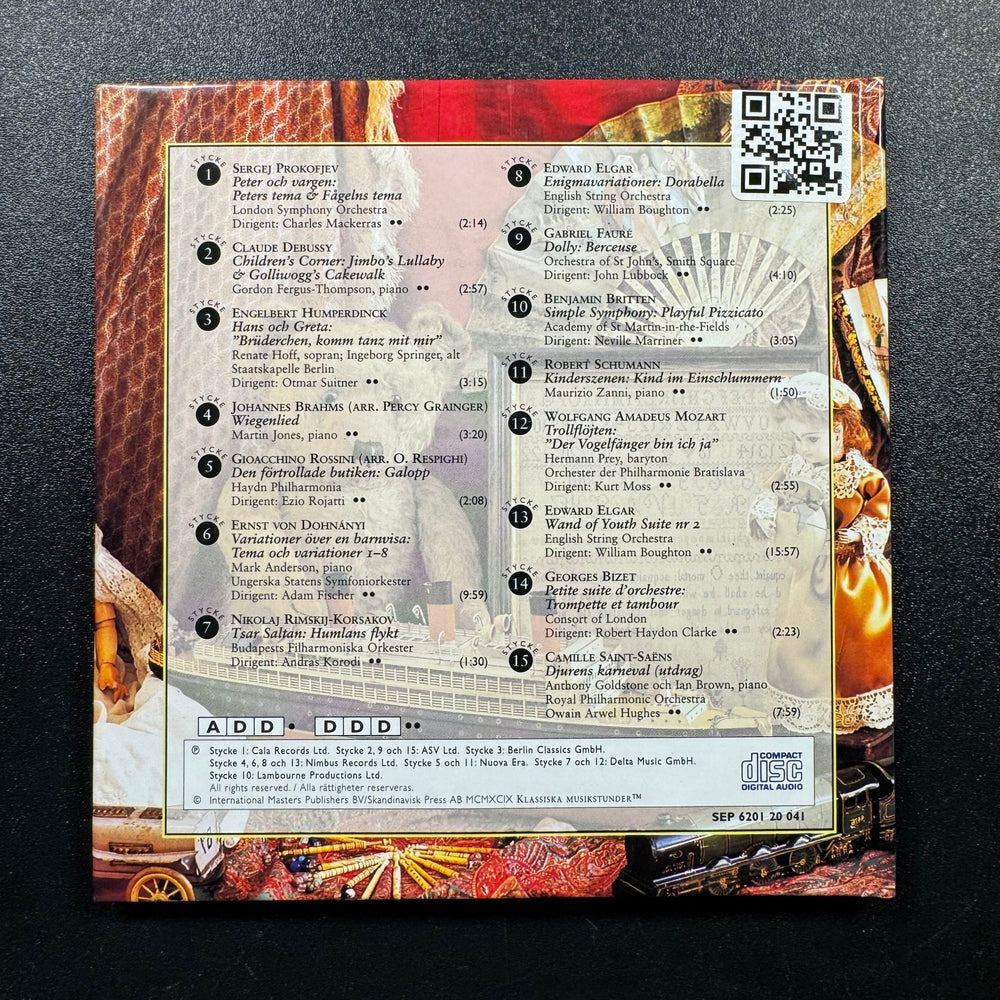 STYCKE
1
SERGEJ PROKOFJEV
Peter och vargen:
Peters tema & Fågelns tema
London Symphony Orchestra
Dirigent: Charles Mackerras •• (2:14)
STYCKE
2
CLAUDE DEBUSSY
Children's Corner: Jimbo's Lullaby
& Golliwogg's Cakewalk
Gordon Fergus-Thompson, piano •• (2:57)
STYCKE
3
ENGELBERT HUMPERDINCK
Hans och Greta:
"Brüderchen, komm tanz mit mir"
Renate Hoff, sopran; Ingeborg Springer, alt
Staatskapelle Berlin
Dirigent: Otmar Suitner •• (3:15)
STYCKE
4
JOHANNES BRAHMS (ARR. PERCY GRAINGER)
Wiegenlied
Martin Jones, piano •• (3:20)
STYCKE
5
GIOACCHINO ROSSINI (ARR. O. RESPIGHI)
Den förtrollade butiken: Galopp
Haydn Philharmonia
Dirigent: Ezio Rojatti •• (2:08)
STYCKE
6
ERNST VON DOHNÁNYI
Variationer över en barnvisa:
Tema och variationer 1–8
Mark Anderson, piano
Ungerska Statens Symfoniorkester
Dirigent: Adam Fischer •• (9:59)
STYCKE
7
NIKOLAJ RIMSKIJ-KORSAKOV
Tsar Saltan: Humlans flykt
Budapests Filharmoniska Orkester
Dirigent: Andras Korodi •• (1:30)
STYCKE
8
EDWARD ELGAR
Enigmavariationer: Dorabella
English String Orchestra
Dirigent: William Boughton •• (2:25)
STYCKE
9
GABRIEL FAURÉ
Dolly: Berceuse
Orchestra of St John's, Smith Square
Dirigent: John Lubbock •• (4:10)
STYCKE
10
BENJAMIN BRITTEN
Simple Symphony: Playful Pizzicato
Academy of St Martin-in-the-Fields
Dirigent: Neville Marriner •• (3:05)
STYCKE
11
ROBERT SCHUMANN
Kinderszenen: Kind im Einschlummern
Maurizio Zanni, piano •• (1:50)
STYCKE
12
WOLFGANG AMADEUS MOZART
Trollflöjten:
"Der Vogelfänger bin ich ja"
Hermann Prey, baryton
Orchester der Philharmonie Bratislava
Dirigent: Kurt Moss •• (2:55)
STYCKE
13
EDWARD ELGAR
Wand of Youth Suite nr 2
English String Orchestra
Dirigent: William Boughton •• (15:57)
STYCKE
14
GEORGES BIZET
Petite suite d'orchestre:
Trompette et tambour
Consort of London
Dirigent: Robert Haydon Clarke •• (2:23)
STYCKE
15
CAMILLE SAINT-SAËNS
Djurens karneval (utdrag)
Anthony Goldstone och Ian Brown, piano
Royal Philharmonic Orchestra
Owain Arwel Hughes •• (7:59)
ADD • DDD ••
℗ Stycke 1: Cala Records Ltd. Stycke 2, 9 och 15: ASV Ltd. Stycke 3: Berlin Classics GmbH.
Stycke 4, 6, 8 och 13: Nimbus Records Ltd. Stycke 5 och 11: Nuova Era. Stycke 7 och 12: Delta Music GmbH.
Stycke 10: Lambourne Productions Ltd.
All rights reserved. / Alla rättigheter reserveras.
© International Masters Publishers BV/Skandinavisk Press AB MCMXCIX KLASSISKA MUSIKSTUNDER™
COMPACT
disc
DIGITAL AUDIO
SEP 6201 20 041